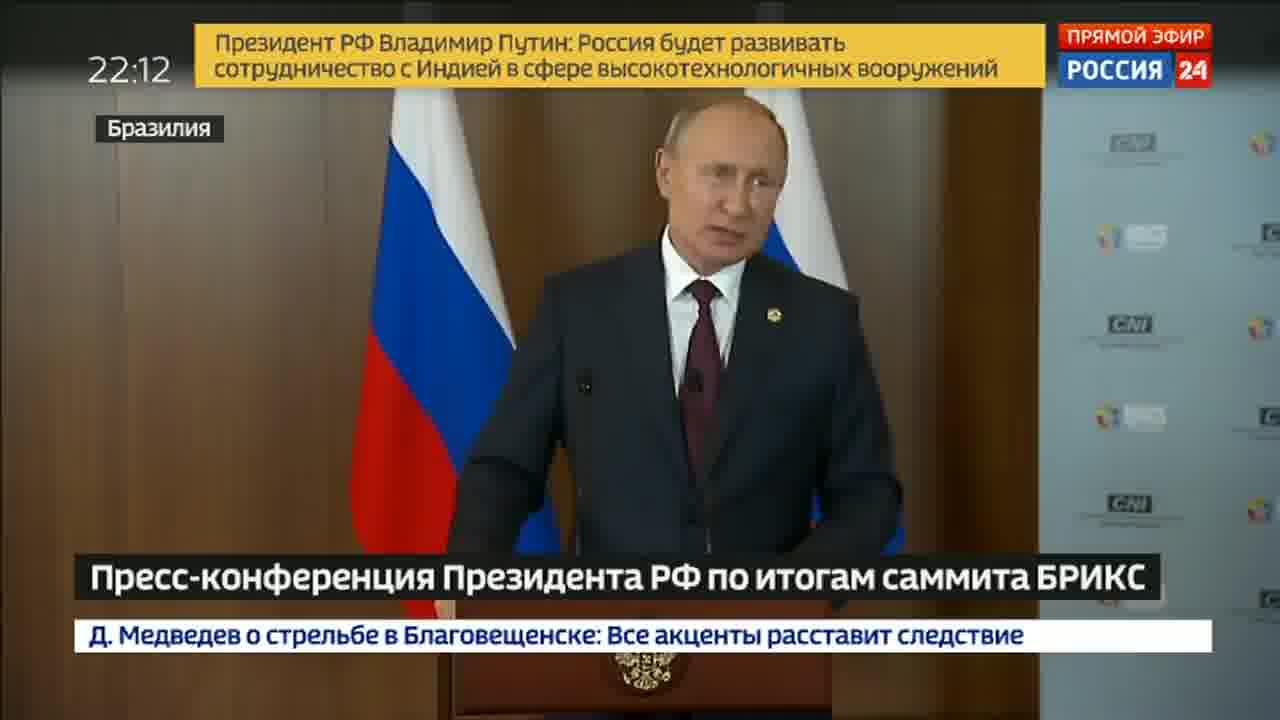 22:12
Президент РФ Владимир Путин: Россия будет развивать
сотрудничество с Индией в сфере высокотехнологичных вооружений
ПРЯМОЙ ЭФИР
РОССИЯ 24
Бразилия
CNI
CNI
CNI
Пресс-конференция Президента РФ по итогам саммита БРИКС
Д. Медведев о стрельбе в Благовещенске: Все акценты расставит следствие